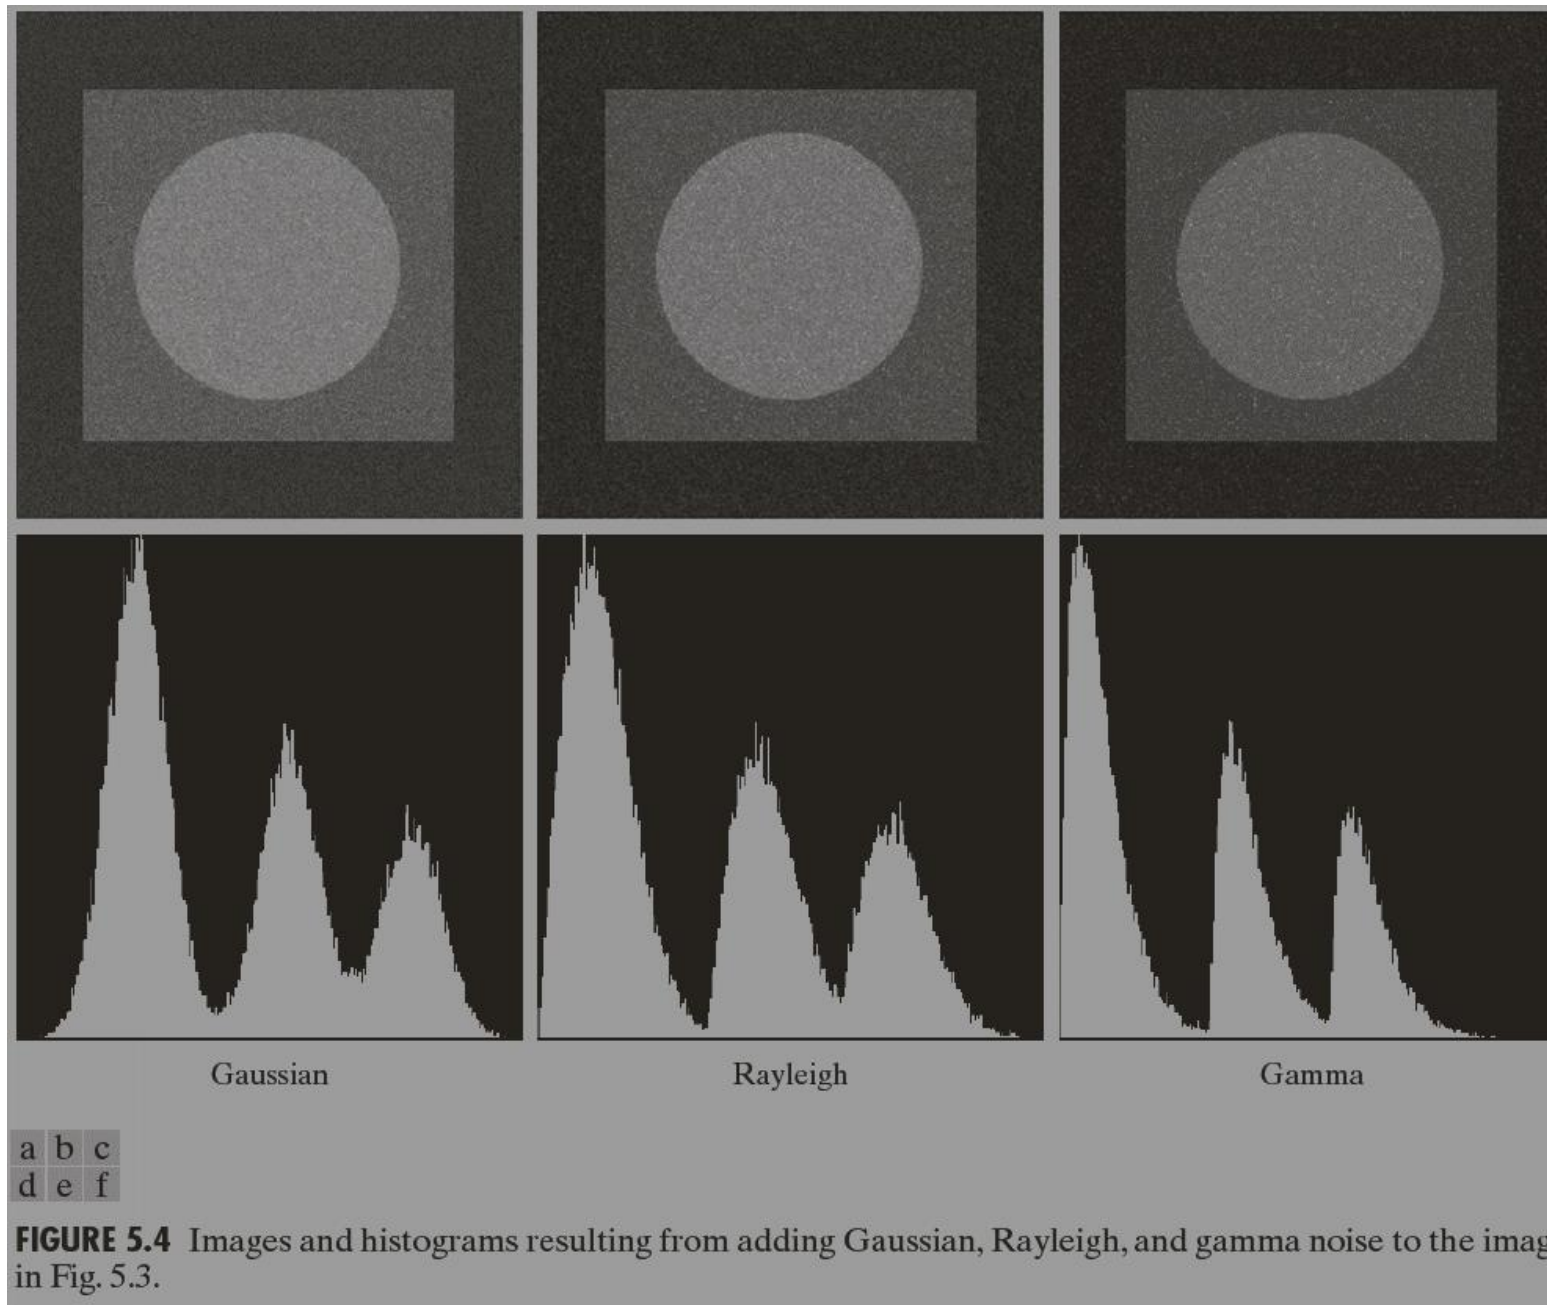 Gaussian Rayleigh Gamma
a b c
d e f
FIGURE 5.4 Images and histograms resulting from adding Gaussian, Rayleigh, and gamma noise to the imag
in Fig. 5.3.